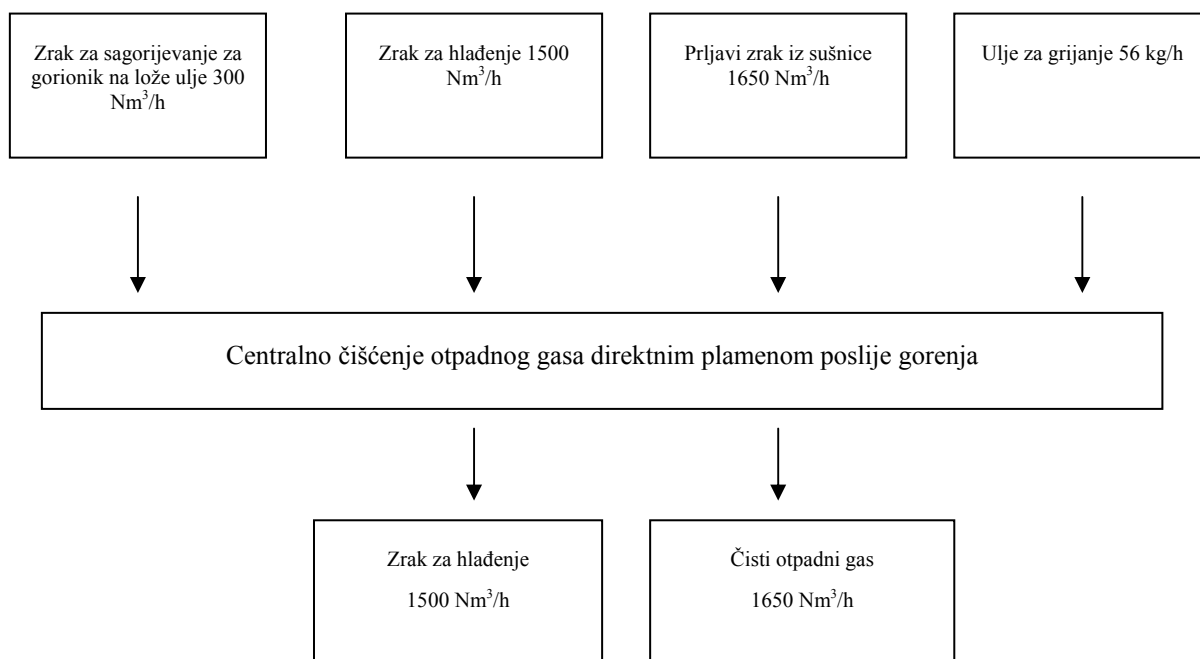 Zrak za sagorijevanje za
gorionik na lože ulje 300
Nm³/h
Zrak za hlađenje 1500
Nm³/h
Prljavi zrak iz sušnice
1650 Nm³/h
Ulje za grijanje 56 kg/h
Centralno čišćenje otpadnog gasa direktnim plamenom poslije gorenja
Zrak za hlađenje
1500 Nm³/h
Čisti otpadni gas
1650 Nm³/h